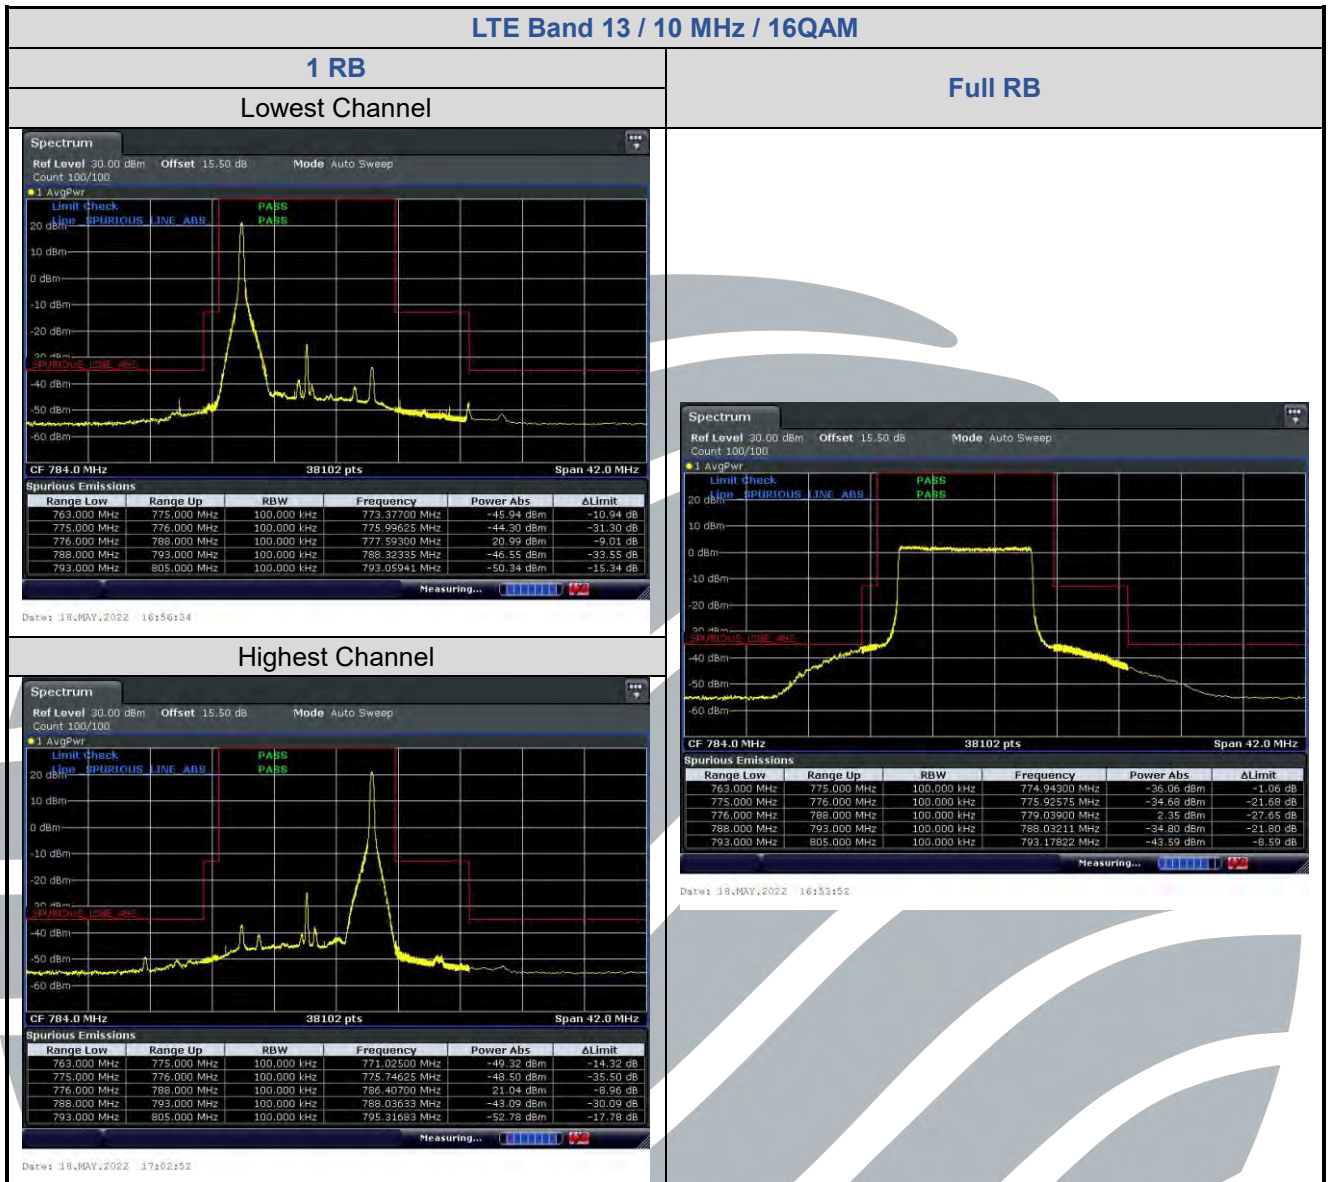 LTE Band 13 / 10 MHz / 16QAM
1 RB
Full RB
Lowest Channel
Spectrum
Ref Level 30.00 dBm Offset 15.50 dB Mode Auto Sweep
Count 100/100
1 AvgPwr
Limit Check PASS
Line _SPURIOUS_LINE_ABS_ PASS
20 dBm
10 dBm
0 dBm
-10 dBm
-20 dBm
-30 dBm
_SPURIOUS_LINE_ABS_
-40 dBm
-50 dBm
-60 dBm
CF 784.0 MHz 38102 pts Span 42.0 MHz
Spurious Emissions
Range Low Range Up RBW Frequency Power Abs ΔLimit
763.000 MHz 775.000 MHz 100.000 kHz 773.37700 MHz -45.94 dBm -10.94 dB
775.000 MHz 776.000 MHz 100.000 kHz 775.99625 MHz -44.30 dBm -31.30 dB
776.000 MHz 788.000 MHz 100.000 kHz 777.59300 MHz 20.99 dBm -9.01 dB
788.000 MHz 793.000 MHz 100.000 kHz 788.32335 MHz -46.55 dBm -33.55 dB
793.000 MHz 805.000 MHz 100.000 kHz 793.05941 MHz -50.34 dBm -15.34 dB
Measuring...
Date: 18.MAY.2022 16:56:34
Highest Channel
Spectrum
Ref Level 30.00 dBm Offset 15.50 dB Mode Auto Sweep
Count 100/100
1 AvgPwr
Limit Check PASS
Line _SPURIOUS_LINE_ABS_ PASS
20 dBm
10 dBm
0 dBm
-10 dBm
-20 dBm
-30 dBm
_SPURIOUS_LINE_ABS_
-40 dBm
-50 dBm
-60 dBm
CF 784.0 MHz 38102 pts Span 42.0 MHz
Spurious Emissions
Range Low Range Up RBW Frequency Power Abs ΔLimit
763.000 MHz 775.000 MHz 100.000 kHz 771.02500 MHz -49.32 dBm -14.32 dB
775.000 MHz 776.000 MHz 100.000 kHz 775.74625 MHz -48.50 dBm -35.50 dB
776.000 MHz 788.000 MHz 100.000 kHz 786.40700 MHz 21.04 dBm -8.96 dB
788.000 MHz 793.000 MHz 100.000 kHz 788.03633 MHz -43.09 dBm -30.09 dB
793.000 MHz 805.000 MHz 100.000 kHz 795.31683 MHz -52.78 dBm -17.78 dB
Measuring...
Date: 18.MAY.2022 17:02:52
Spectrum
Ref Level 30.00 dBm Offset 15.50 dB Mode Auto Sweep
Count 100/100
1 AvgPwr
Limit Check PASS
Line _SPURIOUS_LINE_ABS_ PASS
20 dBm
10 dBm
0 dBm
-10 dBm
-20 dBm
-30 dBm
_SPURIOUS_LINE_ABS_
-40 dBm
-50 dBm
-60 dBm
CF 784.0 MHz 38102 pts Span 42.0 MHz
Spurious Emissions
Range Low Range Up RBW Frequency Power Abs ΔLimit
763.000 MHz 775.000 MHz 100.000 kHz 774.94300 MHz -36.06 dBm -1.06 dB
775.000 MHz 776.000 MHz 100.000 kHz 775.92575 MHz -34.68 dBm -21.68 dB
776.000 MHz 788.000 MHz 100.000 kHz 779.03900 MHz 2.35 dBm -27.65 dB
788.000 MHz 793.000 MHz 100.000 kHz 788.03211 MHz -34.80 dBm -21.80 dB
793.000 MHz 805.000 MHz 100.000 kHz 793.17822 MHz -43.59 dBm -8.59 dB
Measuring...
Date: 18.MAY.2022 16:53:52